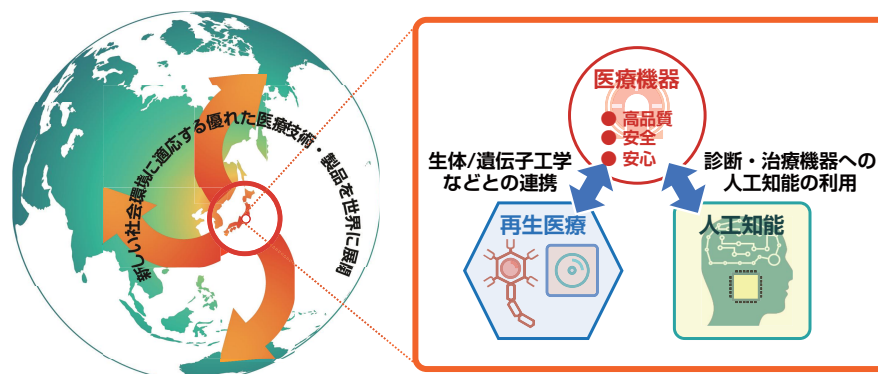 新しい社会環境に適応する優れた医療技術・製品を世界に展開
医療機器
● 高品質
● 安全
● 安心
生体/遺伝子工学
などとの連携
診断・治療機器への
人工知能の利用
再生医療
人工知能